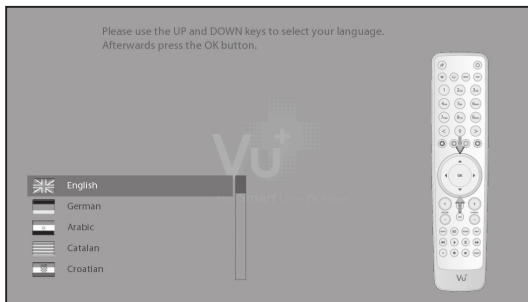 Please use the UP and DOWN keys to select your language.
Afterwards press the OK button.
Vu+
English
German
Arabic
Catalan
Croatian
OK
Vu+